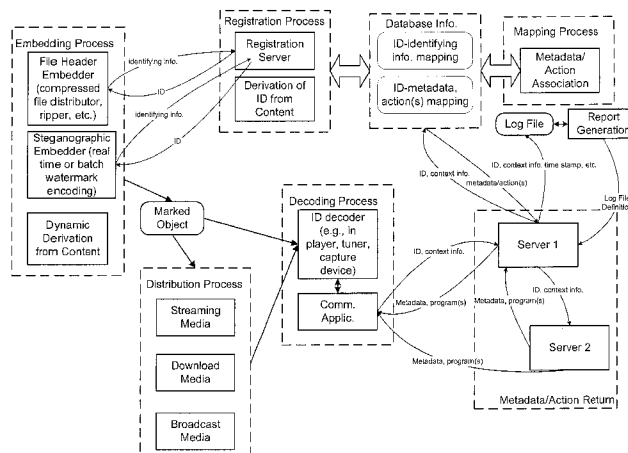 Embedding Process
File Header
Embedder
(compressed
file distributor,
ripper, etc.)
Steganographic
Embedder (real
time or batch
watermark
encoding)
Dynamic
Derivation from
Content
identifying info.
ID
identifying info.
ID
Registration Process
Registration
Server
Derivation of
ID from
Content
Database Info.
ID-identifying
info. mapping
ID-metadata,
action(s) mapping
Mapping Process
Metadata/
Action
Association
Log File
Report
Generation
ID, context info.
metadata/action(s)
ID, context info, time stamp, etc.
Log File
Definition
Marked
Object
Decoding Process
ID decoder
(e.g., in
player, tuner,
capture
device)
Comm.
Applic.
Distribution Process
Streaming
Media
Download
Media
Broadcast
Media
ID, context info.
Metadata, program(s)
Metadata, program(s)
Server 1
ID, context info.
Metadata, program(s)
Server 2
Metadata/Action Return